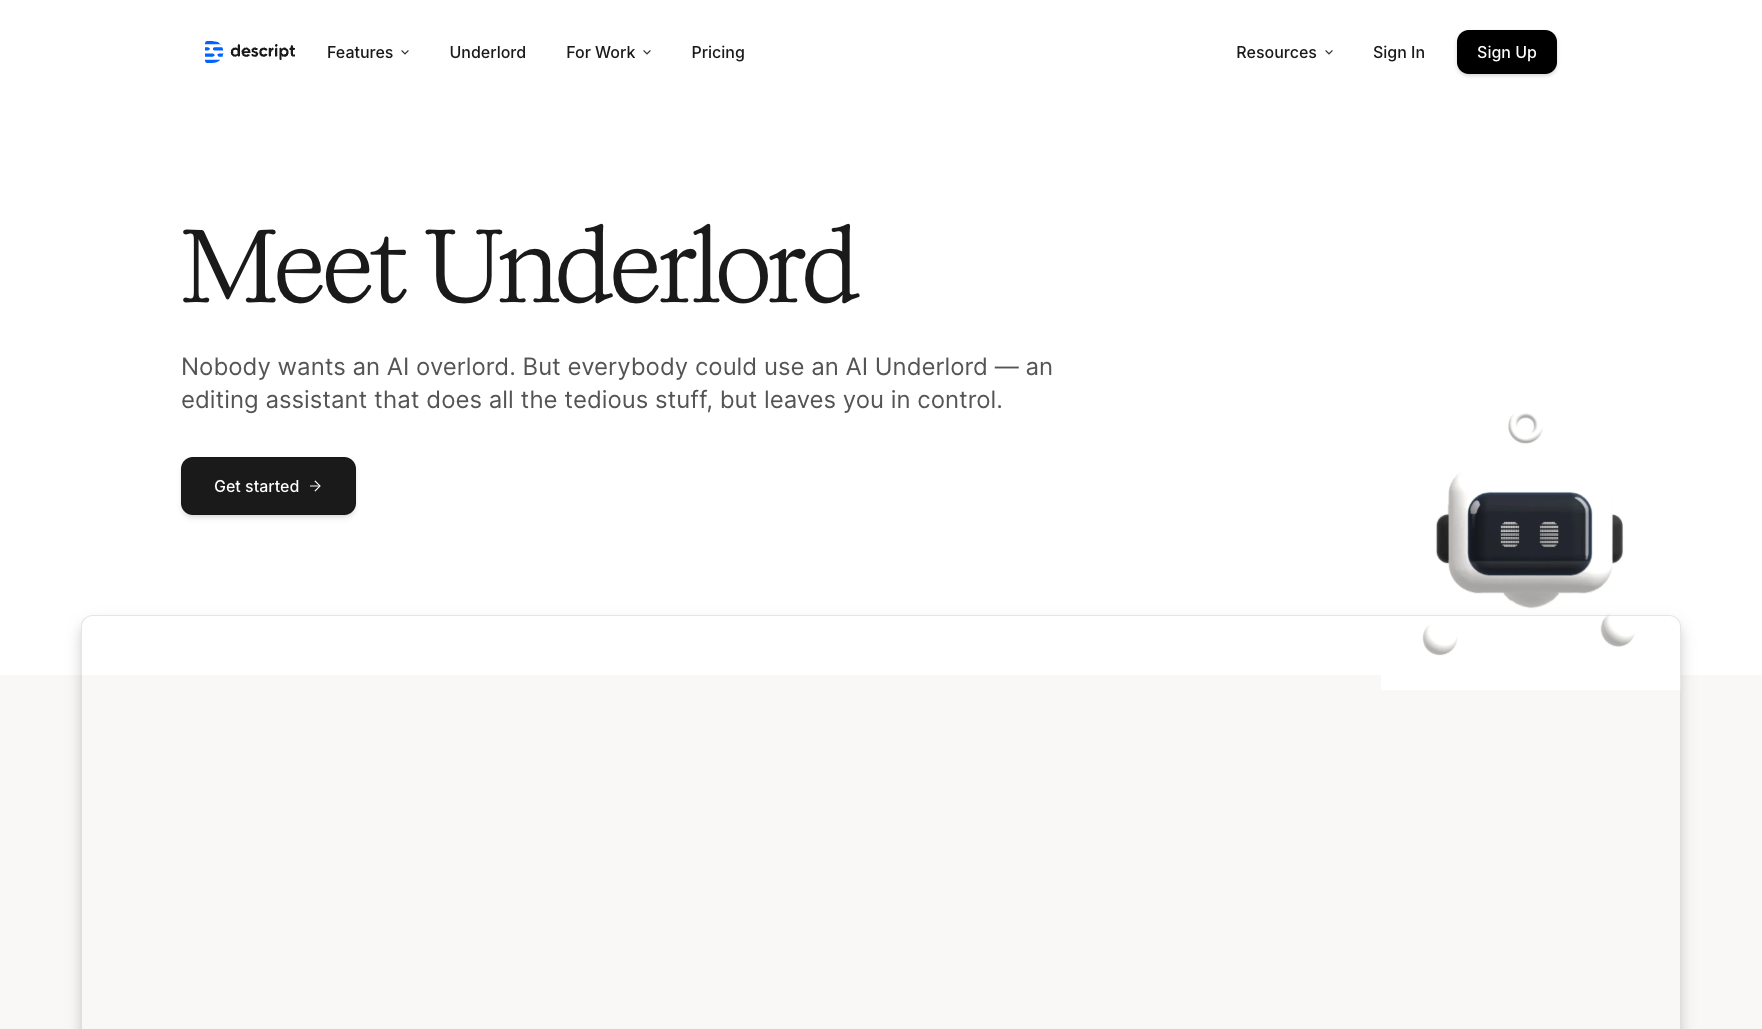 descript
Features
Underlord
For Work
Pricing
Resources
Sign In
Sign Up
Meet Underlord
Nobody wants an AI overlord. But everybody could use an AI Underlord — an
editing assistant that does all the tedious stuff, but leaves you in control.
Get started →